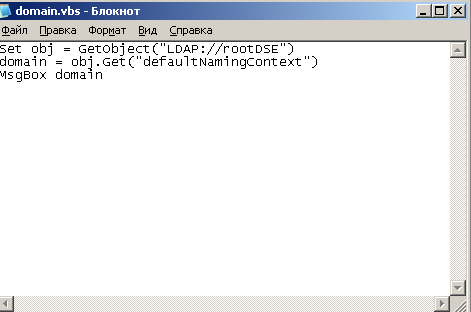 domain.vbs - Блокнот
Файл Правка Формат Вид Справка
Set obj = GetObject("LDAP://rootDSE")
domain = obj.Get("defaultNamingContext")
MsgBox domain